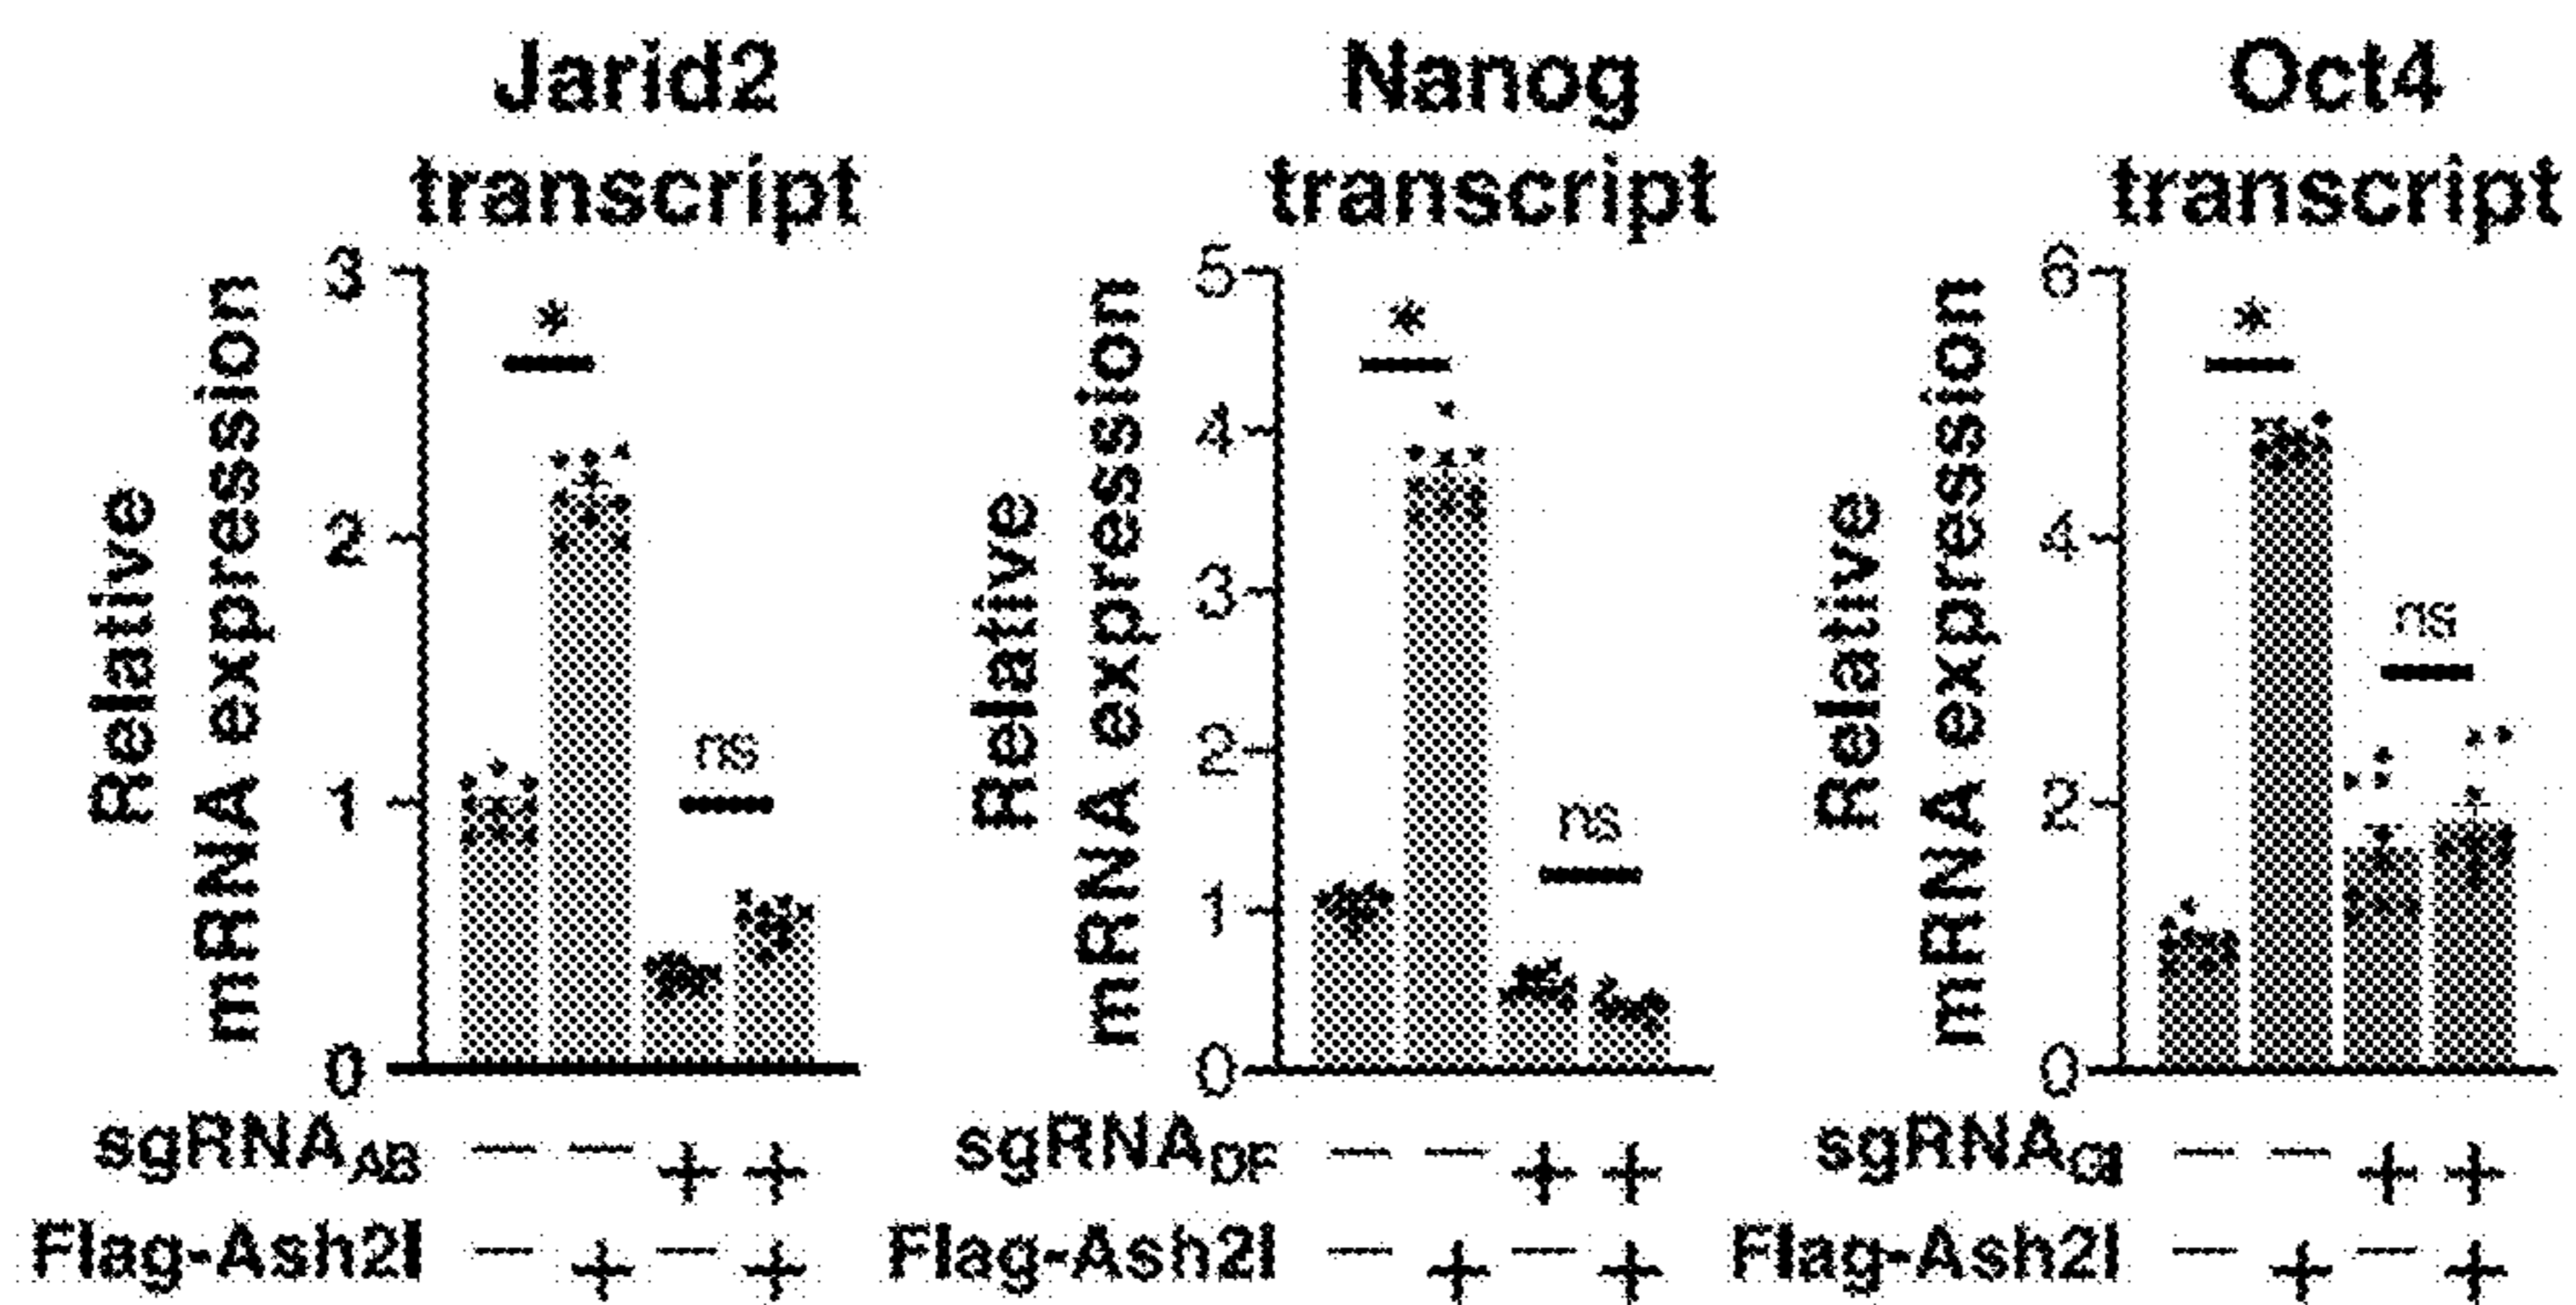 Jarid2
transcript
Relative
mRNA expression
3
2
1
0
*
ns
sgRNAAB − − + +
Flag-Ash2l − + − +
Nanog
transcript
Relative
mRNA expression
5
4
3
2
1
0
*
ns
sgRNADF − − + +
Flag-Ash2l − + − +
Oct4
transcript
Relative
mRNA expression
6
4
2
0
*
ns
sgRNAGI − − + +
Flag-Ash2l − + − +